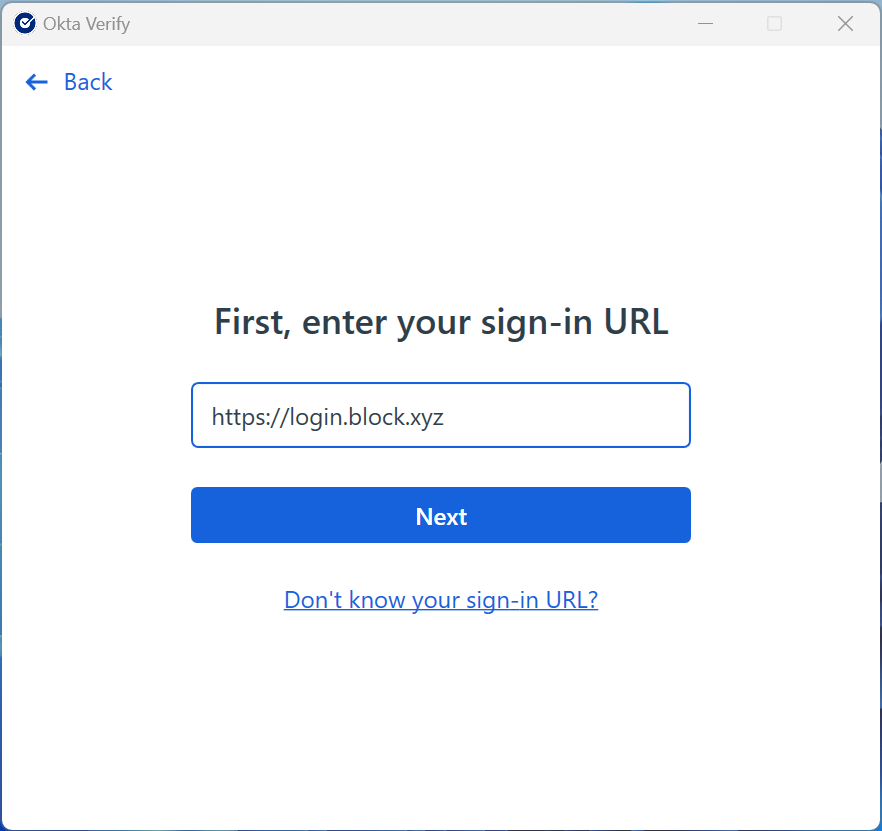 Okta Verify
Back
First, enter your sign-in URL
https://login.block.xyz
Next
Don't know your sign-in URL?